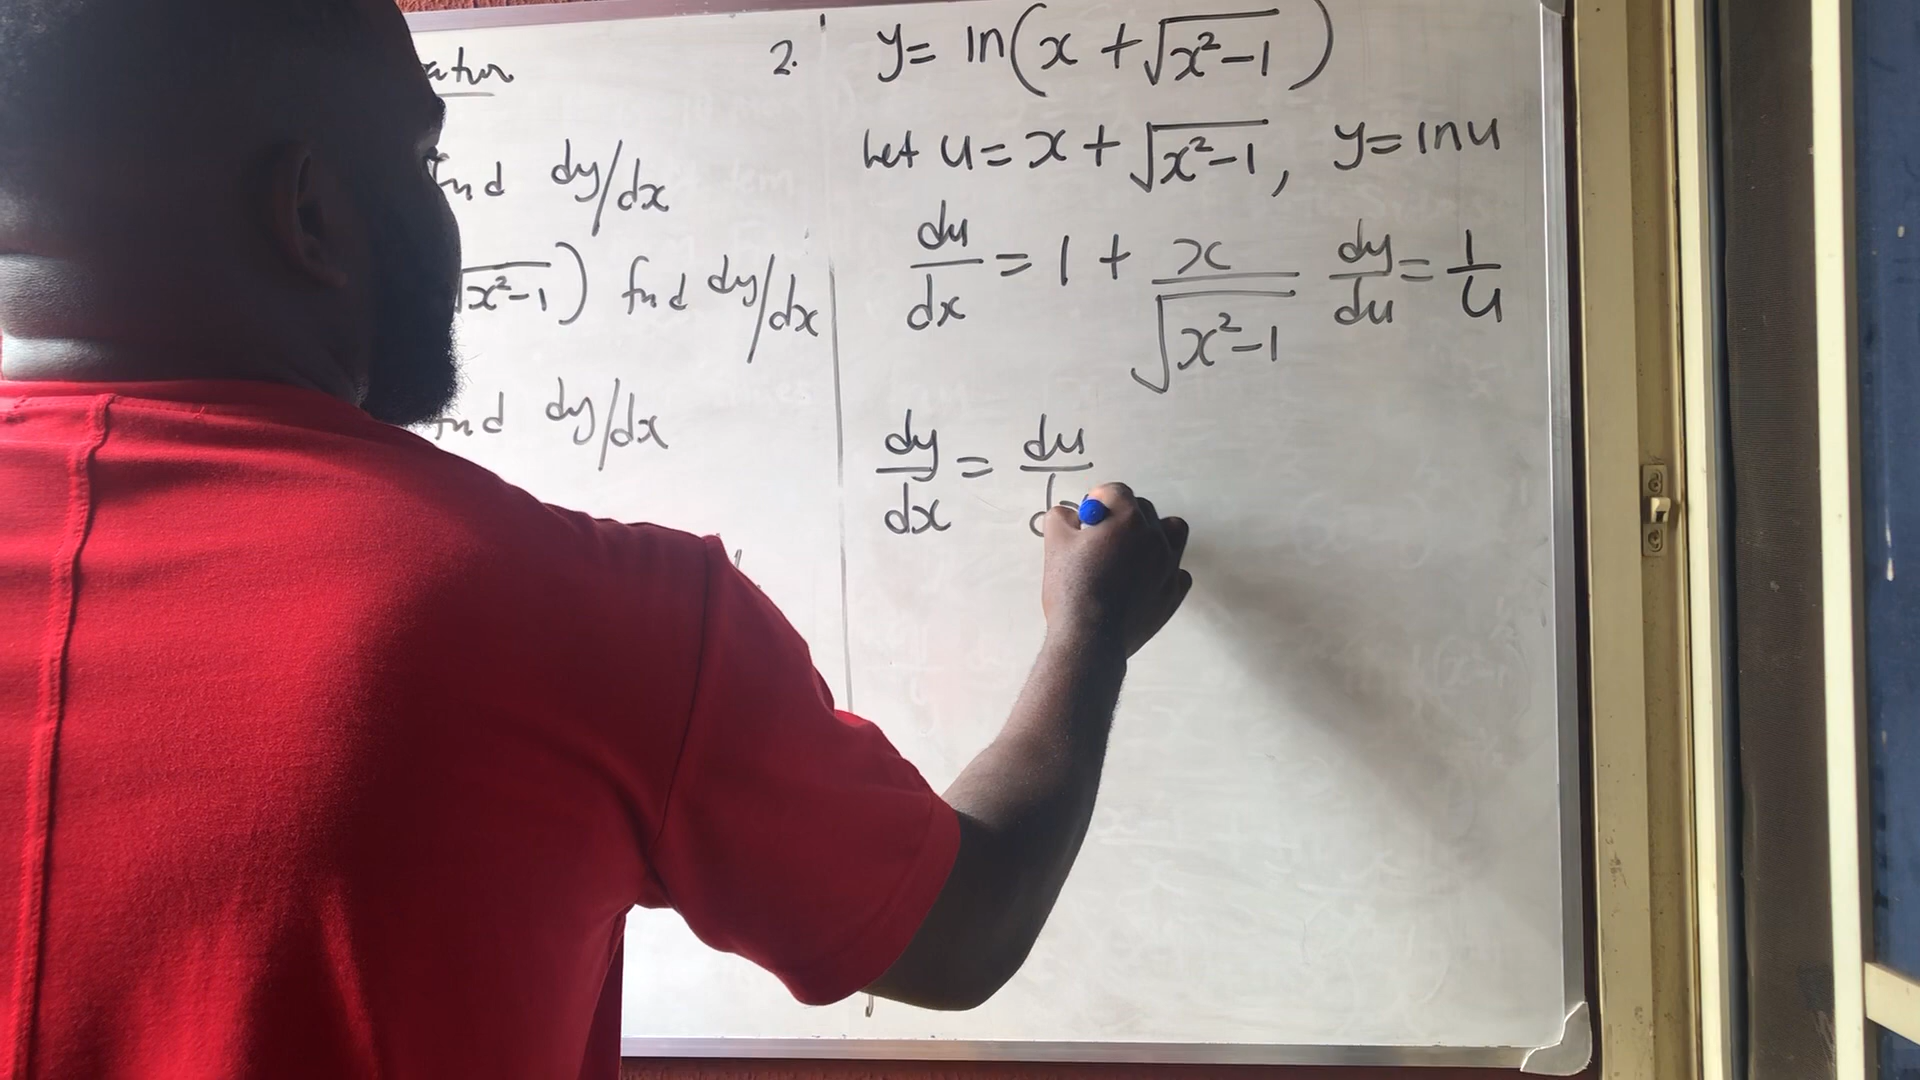 find dy/dx
√x²-1) find dy/dx
find dy/dx
2. y = ln(x + √x²-1)
Let u = x + √x²-1, y = ln u
du/dx = 1 + x/√x²-1 dy/du = 1/u
dy/dx = du/d